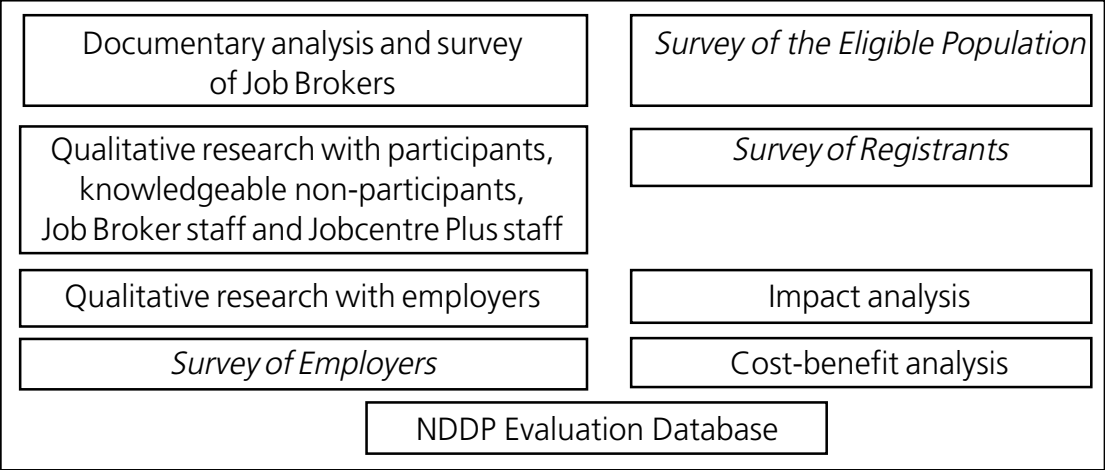 Documentary analysis and survey
of Job Brokers
Survey of the Eligible Population
Qualitative research with participants,
knowledgeable non-participants,
Job Broker staff and Jobcentre Plus staff
Survey of Registrants
Qualitative research with employers
Impact analysis
Survey of Employers
Cost-benefit analysis
NDDP Evaluation Database